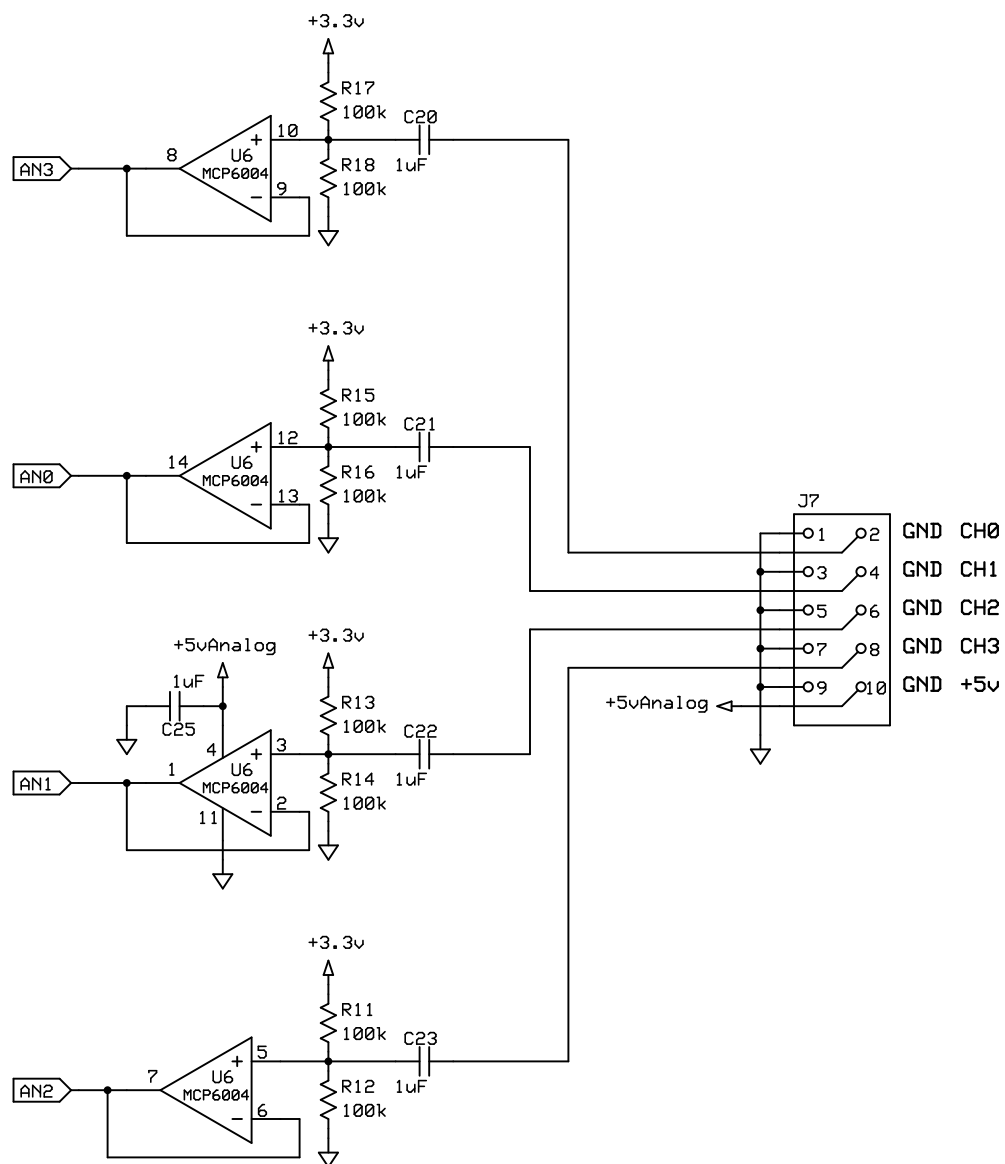 +3.3v
R17
100k
C20
1uF
10
+
8
U6
MCP6004
AN3
R18
100k
9
−
+3.3v
R15
100k
C21
1uF
12
+
14
U6
MCP6004
AN0
R16
100k
13
−
J7
1 2 GND CH0
3 4 GND CH1
5 6 GND CH2
7 8 GND CH3
9 10 GND +5v
+5vAnalog
+3.3v
+5vAnalog
1uF
C25
R13
100k
C22
1uF
4
3
+
1
U6
MCP6004
AN1
R14
100k
2
−
11
+3.3v
R11
100k
C23
1uF
5
+
7
U6
MCP6004
AN2
R12
100k
6
−